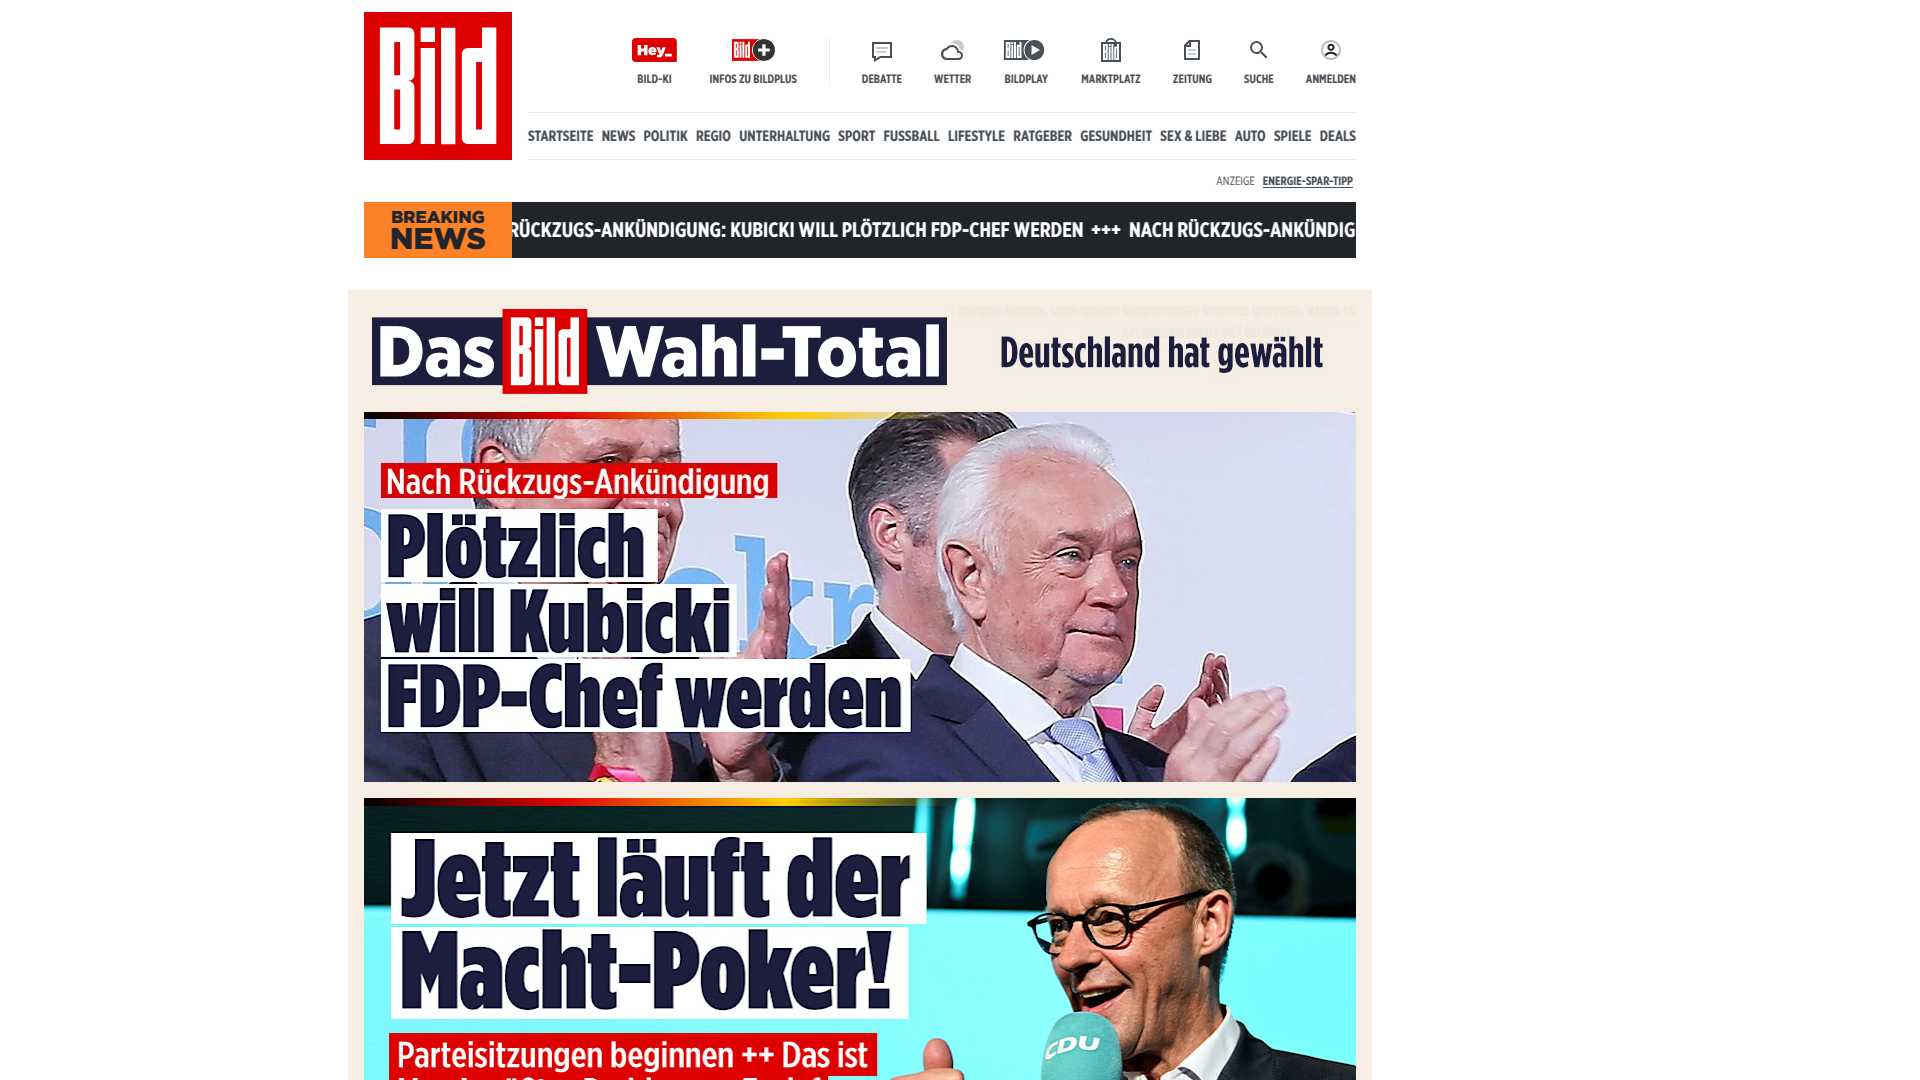 Bild
Hey_
BILD-KI
Bild+
INFOS ZU BILDPLUS
DEBATTE
WETTER
Bild
BILDPLAY
Bild
MARKTPLATZ
ZEITUNG
SUCHE
ANMELDEN
STARTSEITE NEWS POLITIK REGIO UNTERHALTUNG SPORT FUSSBALL LIFESTYLE RATGEBER GESUNDHEIT SEX & LIEBE AUTO SPIELE DEALS
ANZEIGE ENERGIE-SPAR-TIPP
BREAKING
NEWS
RÜCKZUGS-ANKÜNDIGUNG: KUBICKI WILL PLÖTZLICH FDP-CHEF WERDEN +++ NACH RÜCKZUGS-ANKÜNDIG
Das Bild Wahl-Total
Deutschland hat gewählt
Nach Rückzugs-Ankündigung
Plötzlich
will Kubicki
FDP-Chef werden
Jetzt läuft der
Macht-Poker!
CDU
Parteisitzungen beginnen ++ Das ist